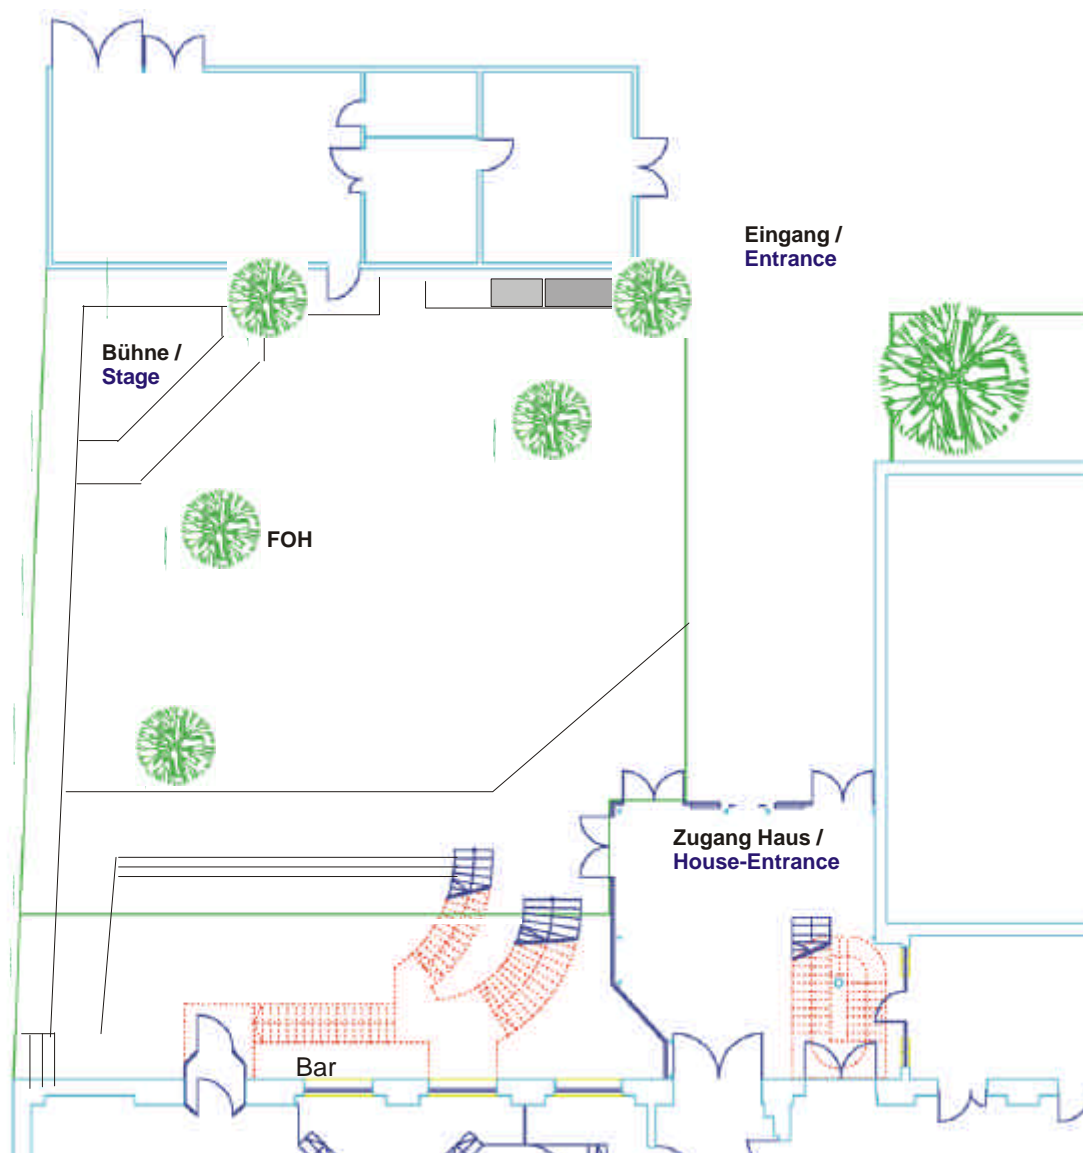 Eingang /
Entrance
Bühne /
Stage
FOH
Zugang Haus /
House-Entrance
Bar